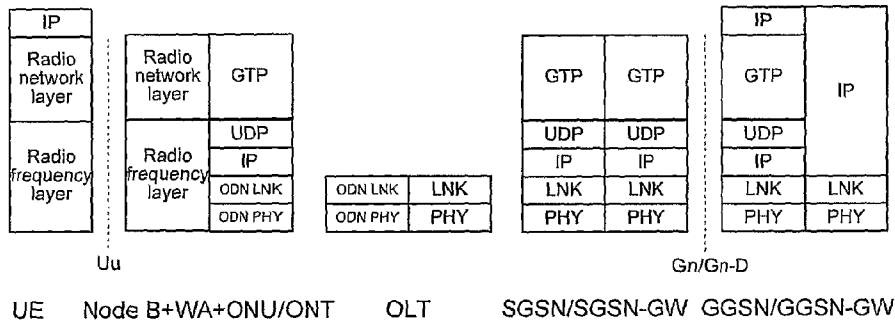 IP
Radio
network
layer
Radio
frequency
layer
Radio
network
layer
GTP
Radio
frequency
layer
UDP
IP
ODN LNK
ODN PHY
ODN LNK
LNK
ODN PHY
PHY
GTP
GTP
UDP
UDP
IP
IP
LNK
LNK
PHY
PHY
IP
GTP
IP
UDP
IP
LNK
LNK
PHY
PHY
Uu
Gn/Gn-D
UE
Node B+WA+ONU/ONT
OLT
SGSN/SGSN-GW
GGSN/GGSN-GW